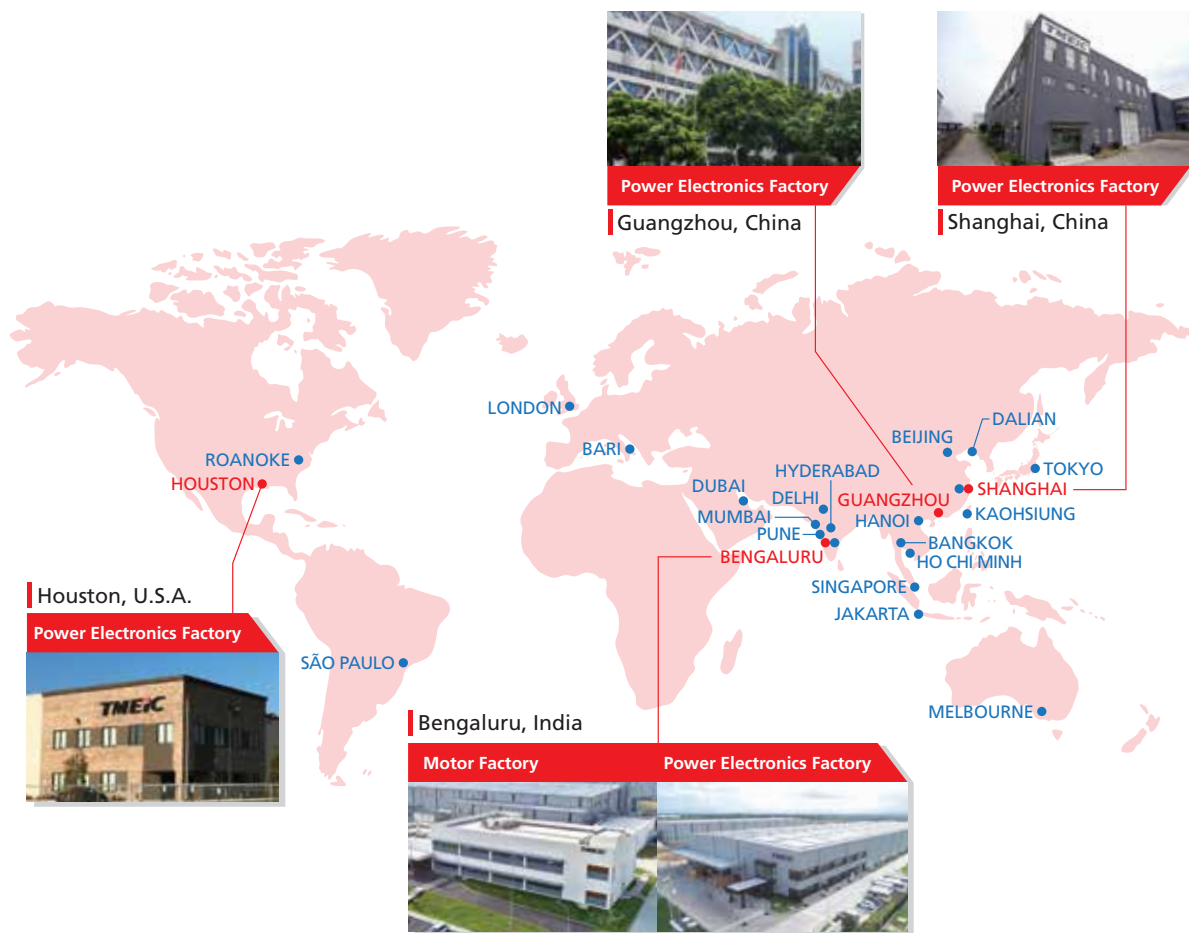 TMEIC
Power Electronics Factory
Guangzhou, China
Power Electronics Factory
Shanghai, China
LONDON
BARI
ROANOKE
HOUSTON
DUBAI
HYDERABAD
DELHI
MUMBAI
PUNE
BENGALURU
BEIJING
DALIAN
TOKYO
GUANGZHOU
SHANGHAI
HANOI
KAOHSIUNG
BANGKOK
HO CHI MINH
SINGAPORE
JAKARTA
SÃO PAULO
MELBOURNE
Houston, U.S.A.
Power Electronics Factory
TMEiC
Bengaluru, India
Motor Factory
Power Electronics Factory
TMEIC